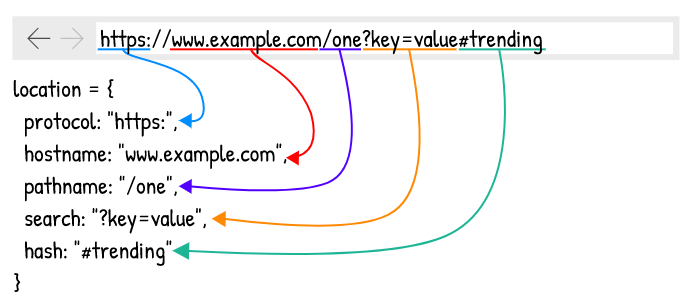 https://www.example.com/one?key=value#trending
location = {
protocol: "https:",
hostname: "www.example.com",
pathname: "/one",
search: "?key=value",
hash: "#trending"
}